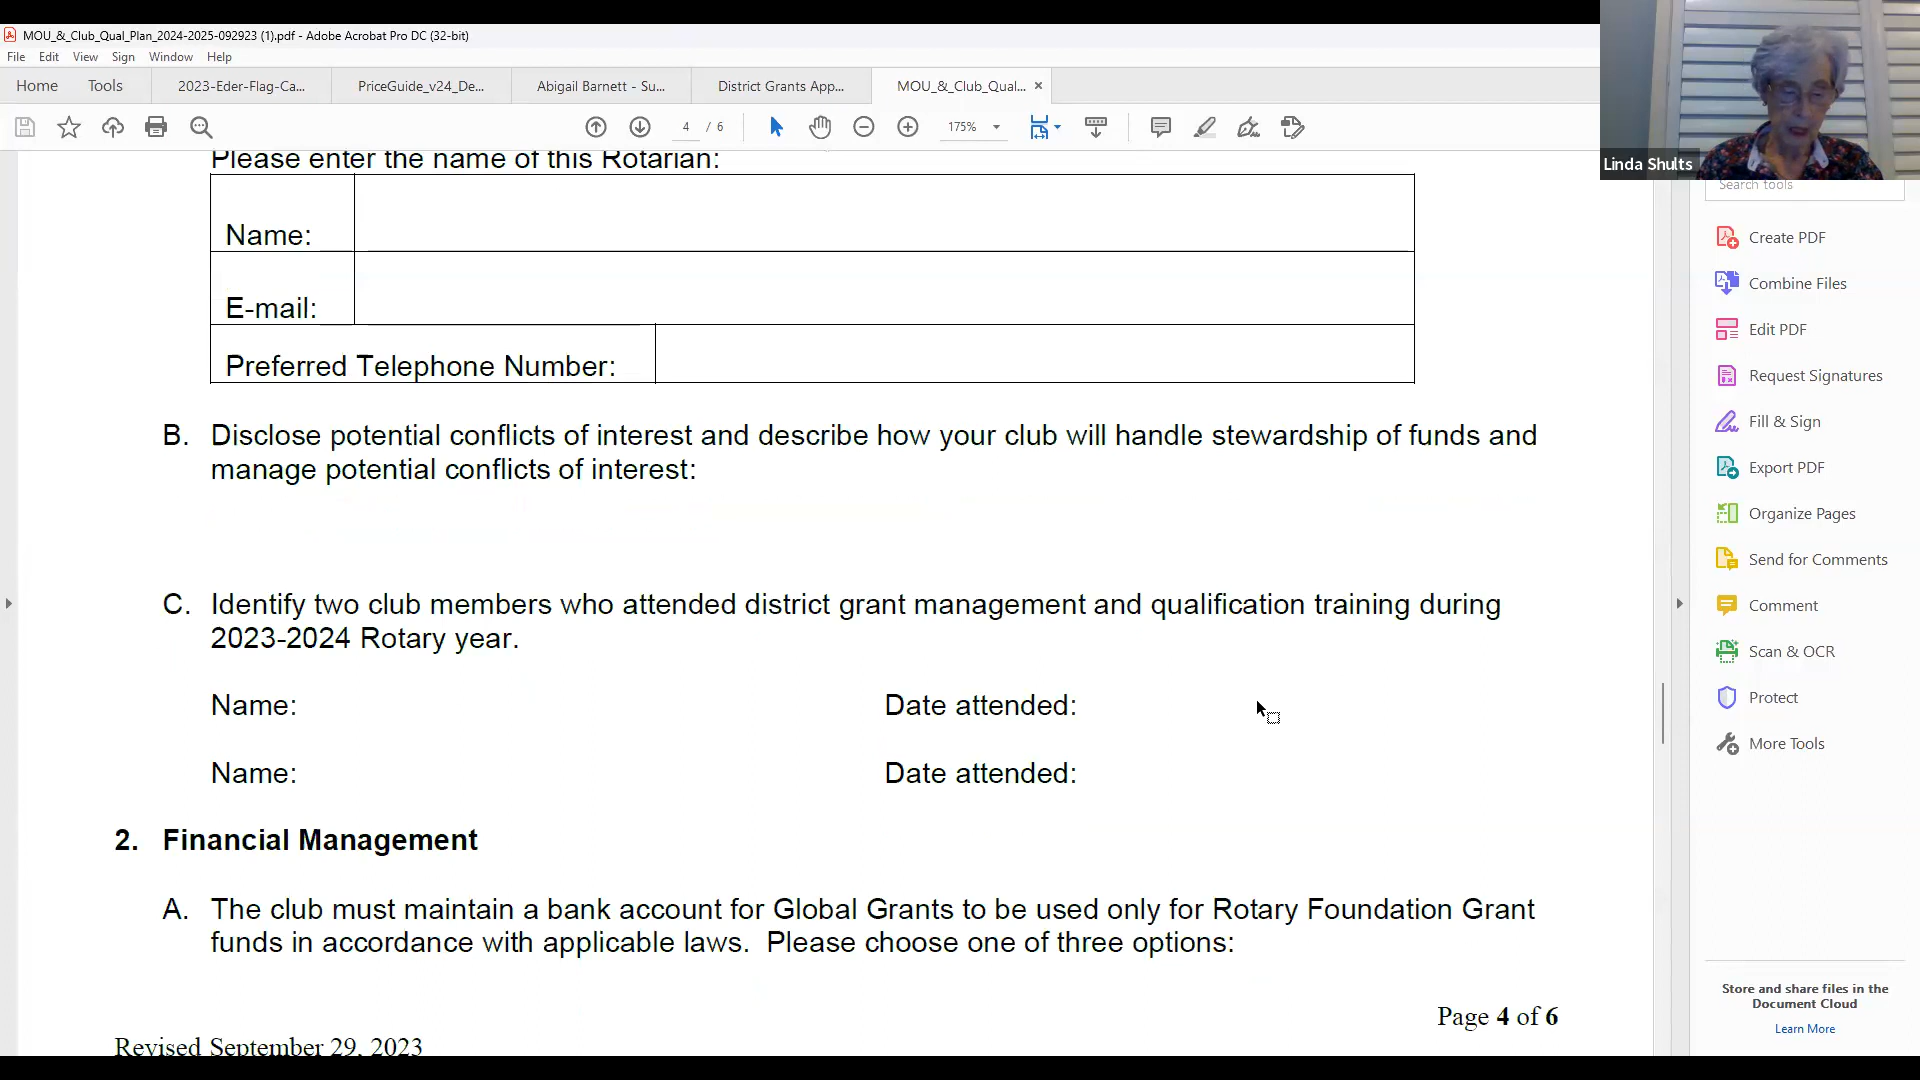 MOU_&_Club_Qual_Plan_2024-2025-092923 (1).pdf - Adobe Acrobat Pro DC (32-bit)
File Edit View Sign Window Help
Home Tools 2023-Eder-Flag-Ca... PriceGuide_v24_De... Abigail Barnett - Su... District Grants App... MOU_&_Club_Qual... ×
4 / 6 175%
Linda Shults
Please enter the name of this Rotarian:
Name:
E-mail:
Preferred Telephone Number:
B. Disclose potential conflicts of interest and describe how your club will handle stewardship of funds and
manage potential conflicts of interest:
C. Identify two club members who attended district grant management and qualification training during
2023-2024 Rotary year.
Name: Date attended:
Name: Date attended:
2. Financial Management
A. The club must maintain a bank account for Global Grants to be used only for Rotary Foundation Grant
funds in accordance with applicable laws. Please choose one of three options:
Page 4 of 6
Revised September 29, 2023
Search tools
Create PDF
Combine Files
Edit PDF
Request Signatures
Fill & Sign
Export PDF
Organize Pages
Send for Comments
Comment
Scan & OCR
Protect
More Tools
Store and share files in the
Document Cloud
Learn More